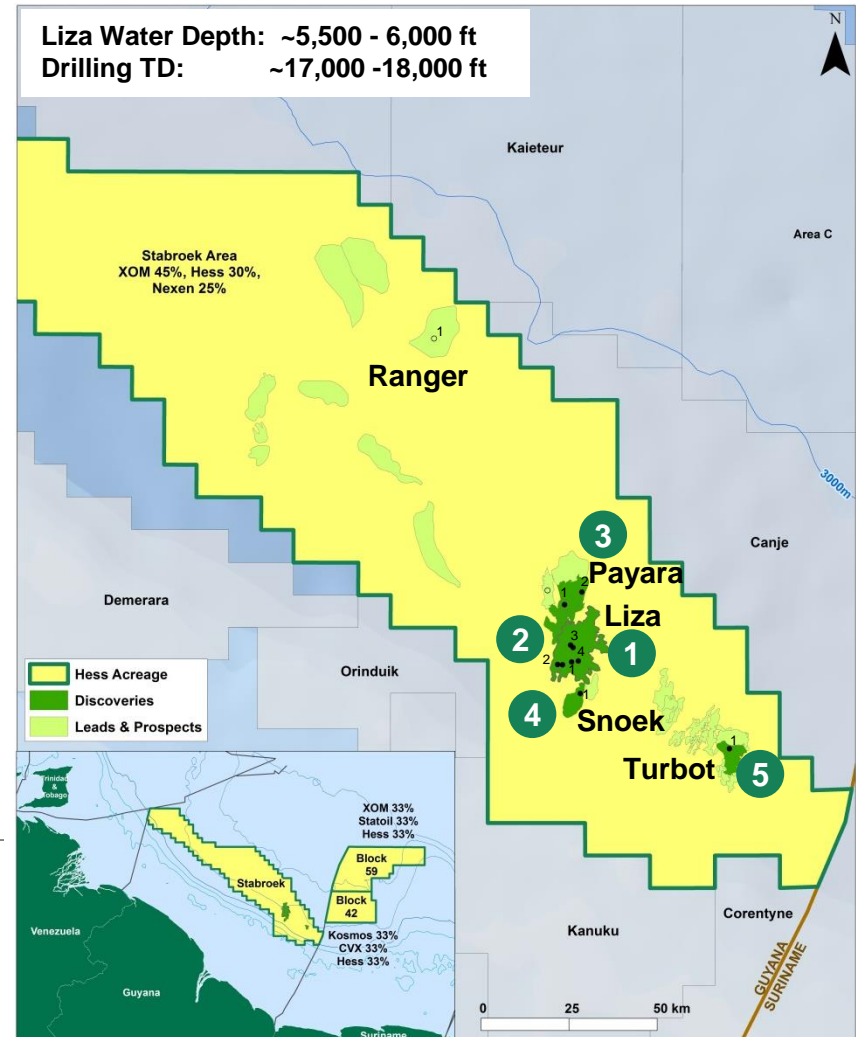 Liza Water Depth: ~5,500 - 6,000 ft
Drilling TD: ~17,000 -18,000 ft
N
Kaieteur
Area C
Stabroek Area
XOM 45%, Hess 30%,
Nexen 25%
1
Ranger
3000m
3
Canje
Payara
2
1
Demerara
Liza
2
3
1
4
2
1
Orinduik
Hess Acreage
Discoveries
Leads & Prospects
4
1
Snoek
1
Turbot
5
Trinidad
&
Tobago
XOM 33%
Statoil 33%
Hess 33%
Block
59
Stabroek
Block
42
Venezuela
Kosmos 33%
CVX 33%
Hess 33%
Guyana
Suriname
Kanuku
Corentyne
GUYANA
SURINAME
0 25 50 km